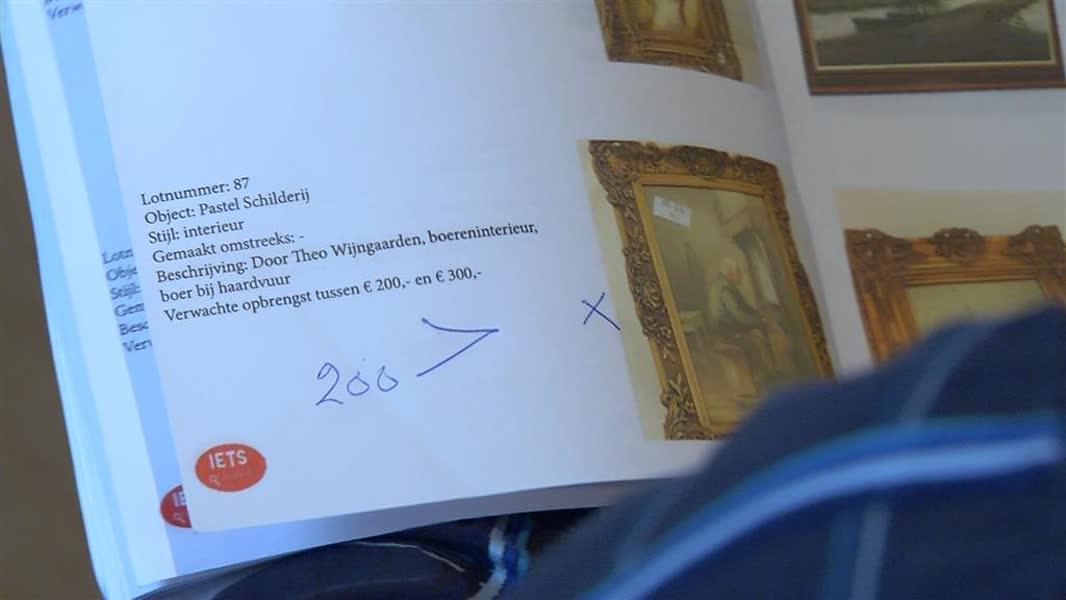 Lotnummer: 87
Object: Pastel Schilderij
Stijl: interieur
Gemaakt omstreeks: -
Beschrijving: Door Theo Wijngaarden, boereninterieur,
boer bij haardvuur
Verwachte opbrengst tussen € 200,- en € 300,-
200 >
x
IETS